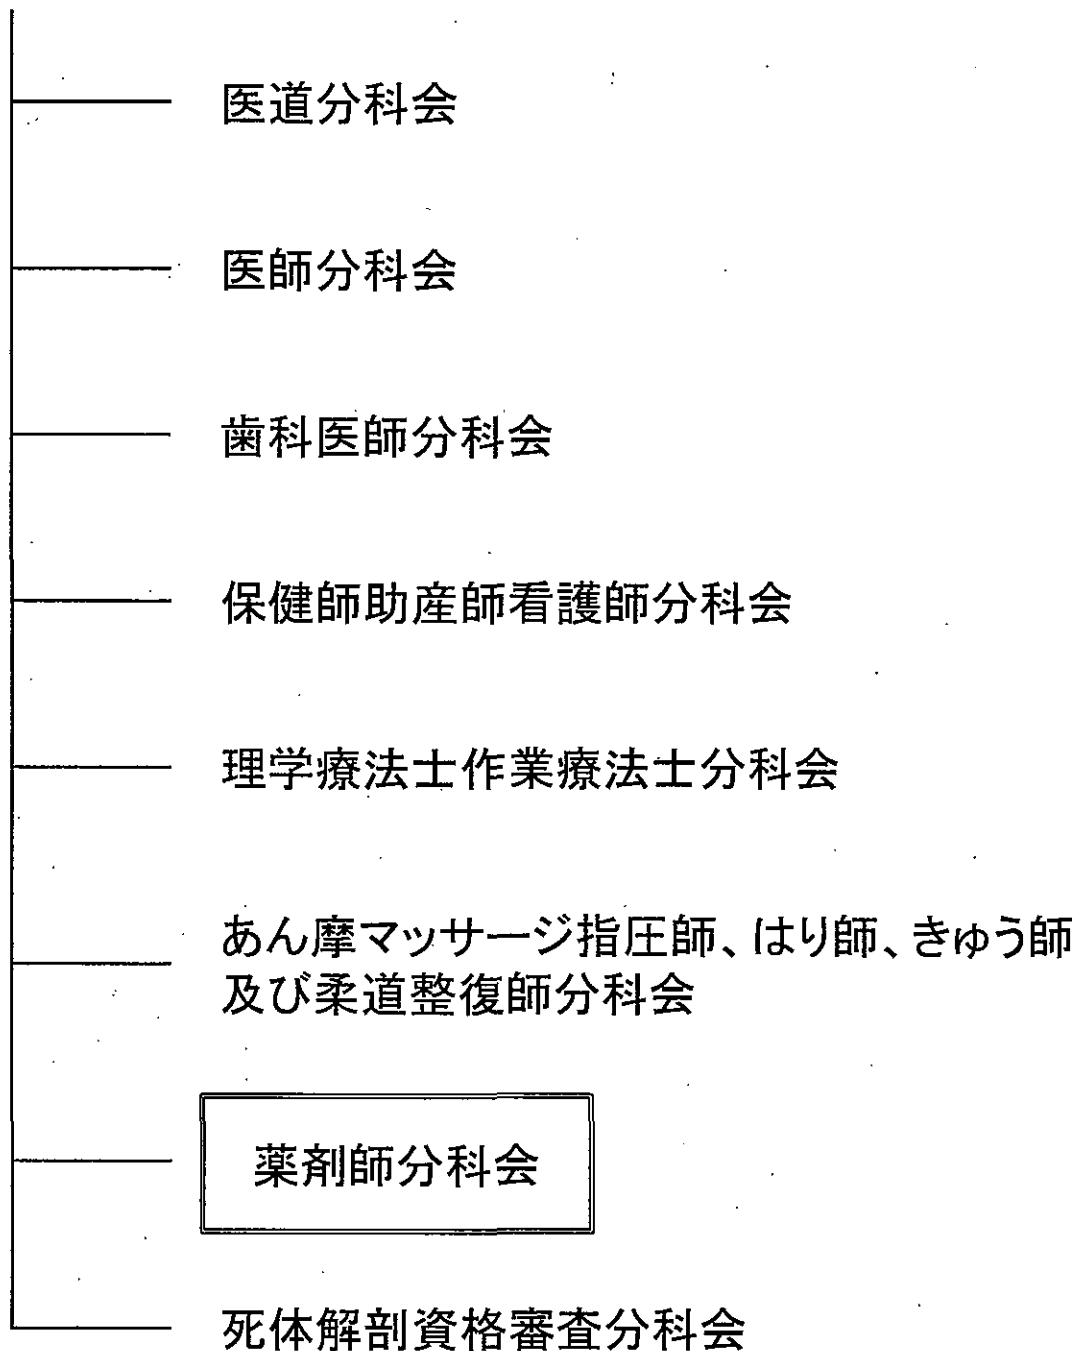 医道分科会
医師分科会
歯科医師分科会
保健師助産師看護師分科会
理学療法士作業療法士分科会
あん摩マッサージ指圧師、はり師、きゅう師
及び柔道整復師分科会
薬剤師分科会
死体解剖資格審査分科会